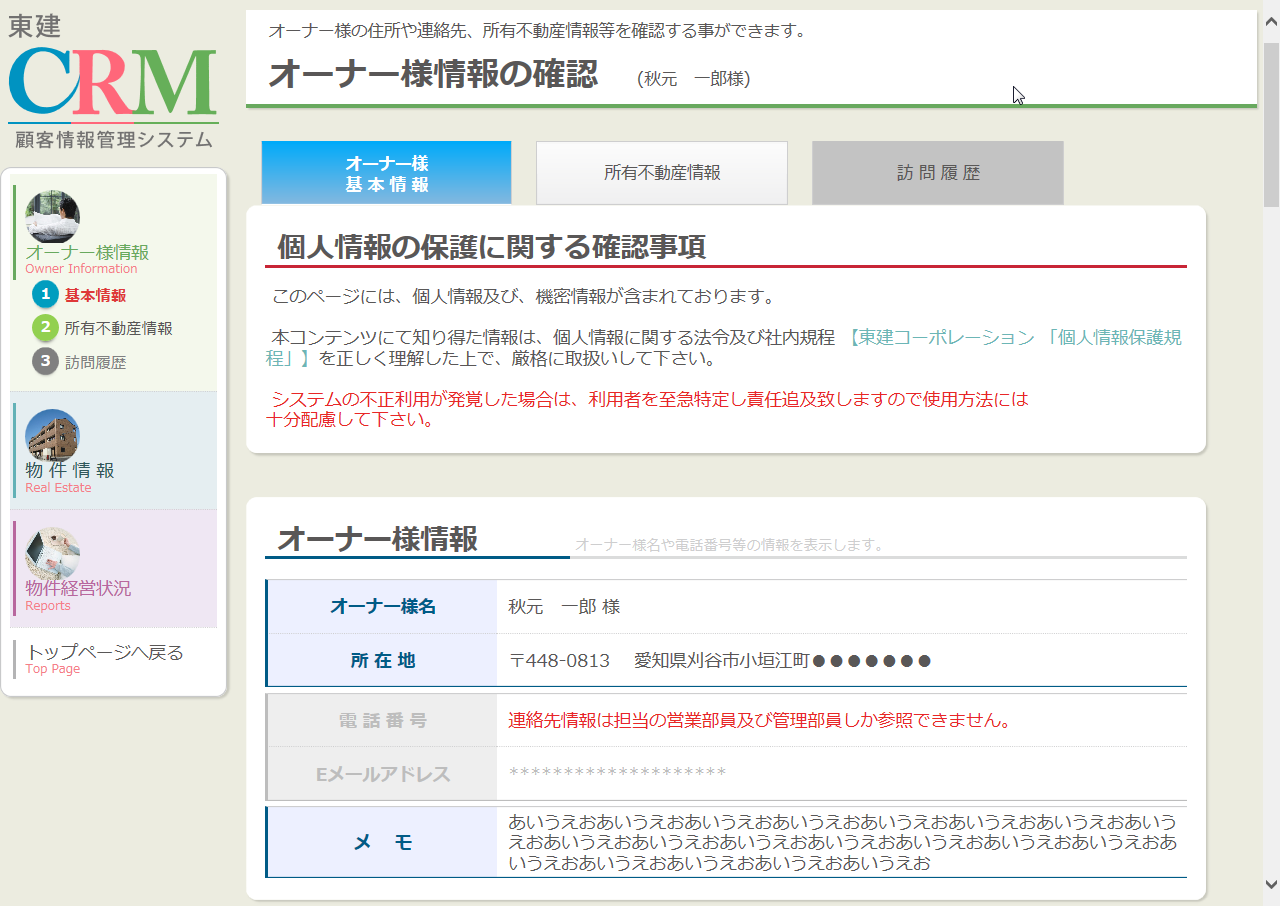 東建
CRM
顧客情報管理システム
オーナー様情報
Owner Information
1 基本情報
2 所有不動産情報
3 訪問履歴
物件情報
Real Estate
物件経営状況
Reports
トップページへ戻る
Top Page
オーナー様の住所や連絡先、所有不動産情報等を確認する事ができます。
オーナー様情報の確認 (秋元　一郎様)
オーナー様
基本情報
所有不動産情報
訪問履歴
個人情報の保護に関する確認事項
このページには、個人情報及び、機密情報が含まれております。
本コンテンツにて知り得た情報は、個人情報に関する法令及び社内規程 【東建コーポレーション 「個人情報保護規
程」】を正しく理解した上で、厳格に取扱いして下さい。
システムの不正利用が発覚した場合は、利用者を至急特定し責任追及致しますので使用方法には
十分配慮して下さい。
オーナー様情報 オーナー様名や電話番号等の情報を表示します。
オーナー様名 秋元　一郎 様
所在地 〒448-0813　愛知県刈谷市小垣江町●●●●●●●
電話番号 連絡先情報は担当の営業部員及び管理部員しか参照できません。
Eメールアドレス ********************
メ　モ
あいうえおあいうえおあいうえおあいうえおあいうえおあいうえおあいうえおあいう
えおあいうえおあいうえおあいうえおあいうえおあいうえおあいうえおあいうえおあ
いうえおあいうえおあいうえおあいうえおあいうえお